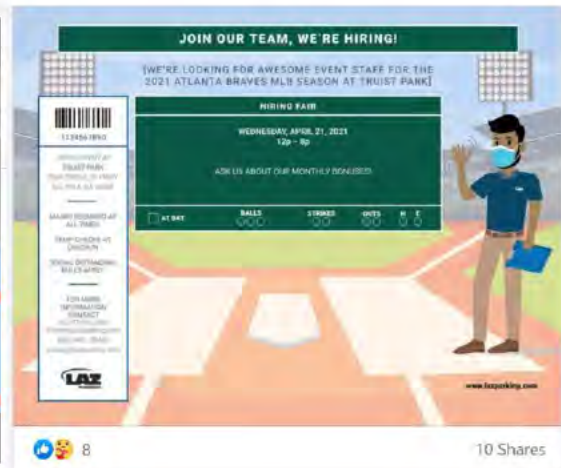 JOIN OUR TEAM, WE'RE HIRING!
[WE'RE LOOKING FOR AWESOME EVENT STAFF FOR THE
2021 ATLANTA BRAVES MLB SEASON AT TRUIST PARK]
HIRING FAIR
WEDNESDAY, APRIL 21, 2021
12p – 8p
ASK US ABOUT OUR MONTHLY BONUSES!
AT BAT
BALLS
STRIKES
OUTS
H E
1234567890
TRUIST PARK
MASKS REQUIRED AT
ALL TIMES
TEMP CHECKS AT
CHECK-IN
SOCIAL DISTANCING
RULES APPLY
FOR MORE
INFORMATION
CONTACT
LAZ
www.lazparking.com
8
10 Shares